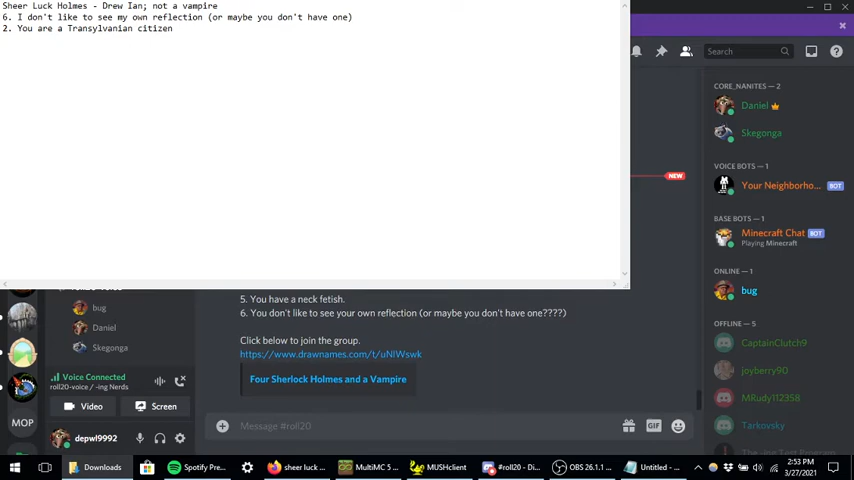 Sheer Luck Holmes - Drew Ian; not a vampire
6. I don't like to see my own reflection (or maybe you don't have one)
2. You are a Transylvanian citizen
Search
NEW
CORE_NANITES — 2
Daniel
Skegonga
VOICE BOTS — 1
Your Neighborho... BOT
BASE BOTS — 1
Minecraft Chat BOT
Playing Minecraft
ONLINE — 1
bug
OFFLINE — 5
CaptainClutch9
joyberry90
MRudy112358
Tarkovsky
bug
Daniel
Skegonga
Voice Connected
roll20-voice / -ing Nerds
Video
Screen
MOP
depwl9992
5. You have a neck fetish.
6. You don't like to see your own reflection (or maybe you don't have one????)
Click below to join the group.
https://www.drawnames.com/t/uNIWswk
Four Sherlock Holmes and a Vampire
Message #roll20
GIF
Downloads
Spotify Pre...
sheer luck ...
MultiMC 5 ...
MUSHclient
#roll20 - Di...
OBS 26.1.1 ...
Untitled - ...
2:53 PM
3/27/2021